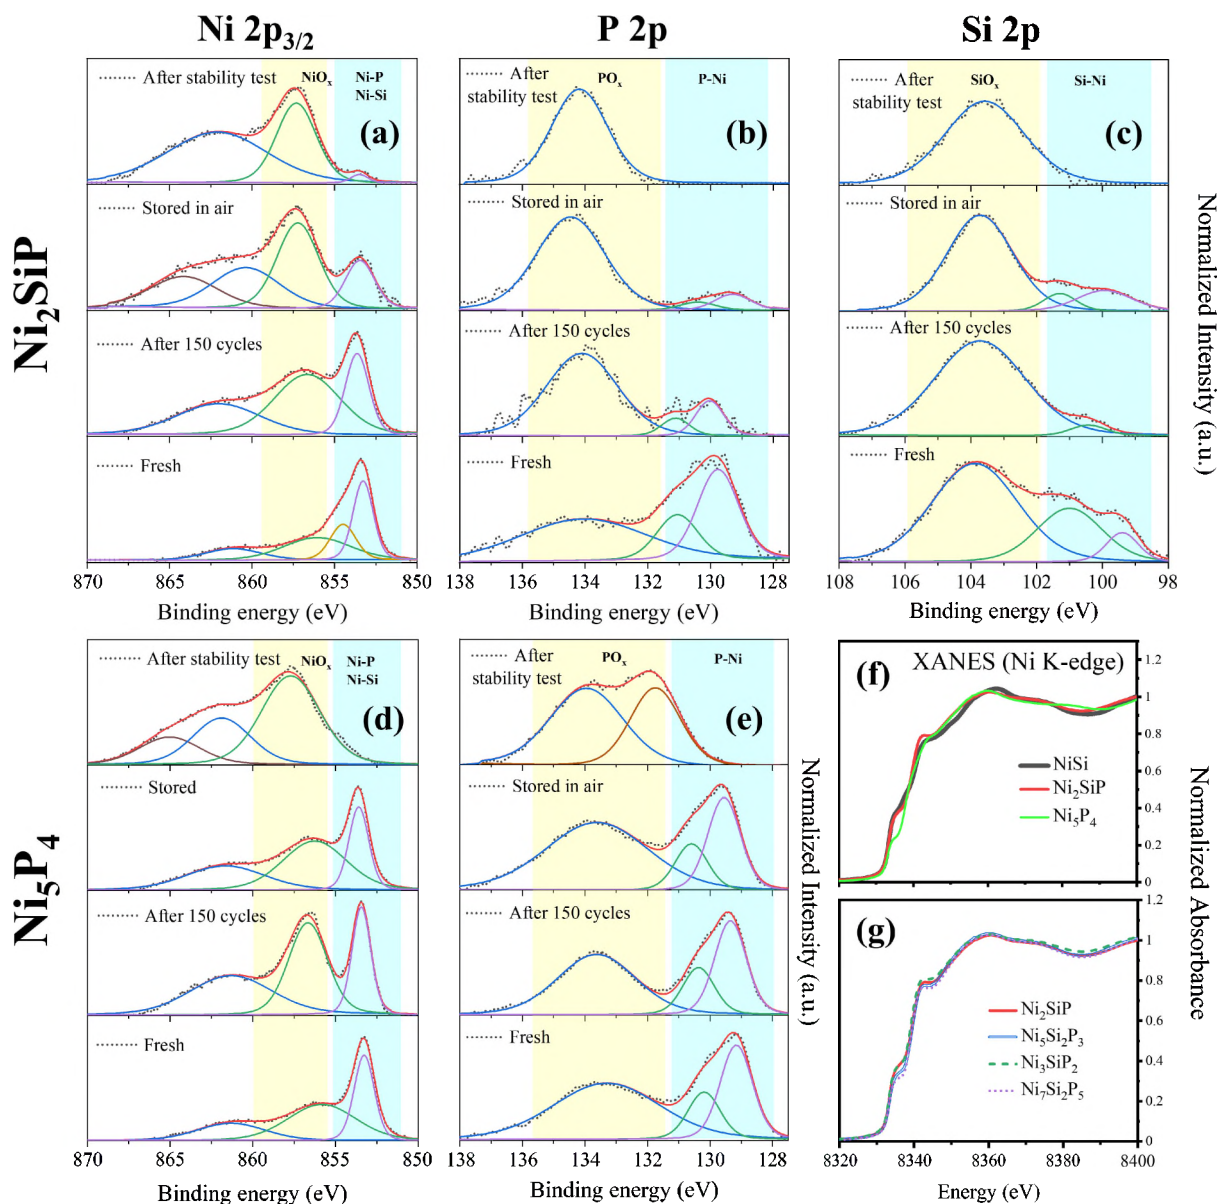 Ni 2p3/2
P 2p
Si 2p
Ni2SiP
After stability test
NiOx
Ni-P
Ni-Si
(a)
Stored in air
After 150 cycles
Fresh
870 865 860 855 850
Binding energy (eV)
After
stability test
POx
P-Ni
(b)
Stored in air
After 150 cycles
Fresh
138 136 134 132 130 128
Binding energy (eV)
After
stability test
SiOx
Si-Ni
(c)
Stored in air
After 150 cycles
Fresh
108 106 104 102 100 98
Binding energy (eV)
Normalized Intensity (a.u.)
Ni5P4
After stability test
NiOx
Ni-P
Ni-Si
(d)
Stored
After 150 cycles
Fresh
870 865 860 855 850
Binding energy (eV)
After
stability test
POx
P-Ni
(e)
Stored in air
After 150 cycles
Fresh
138 136 134 132 130 128
Binding energy (eV)
Normalized Intensity (a.u.)
(f)
XANES (Ni K-edge)
NiSi
Ni2SiP
Ni5P4
1.2
1
0.8
0.6
0.4
0.2
0
(g)
Ni2SiP
Ni5Si2P3
Ni3SiP2
Ni7Si2P5
1.2
1
0.8
0.6
0.4
0.2
0
8320 8340 8360 8380 8400
Energy (eV)
Normalized Absorbance